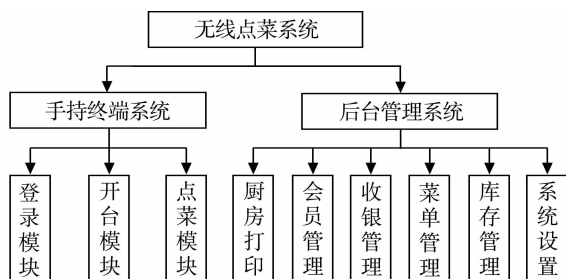 无线点菜系统
手持终端系统
后台管理系统
登录模块
开台模块
点菜模块
厨房打印
会员管理
收银管理
菜单管理
库存管理
系统设置